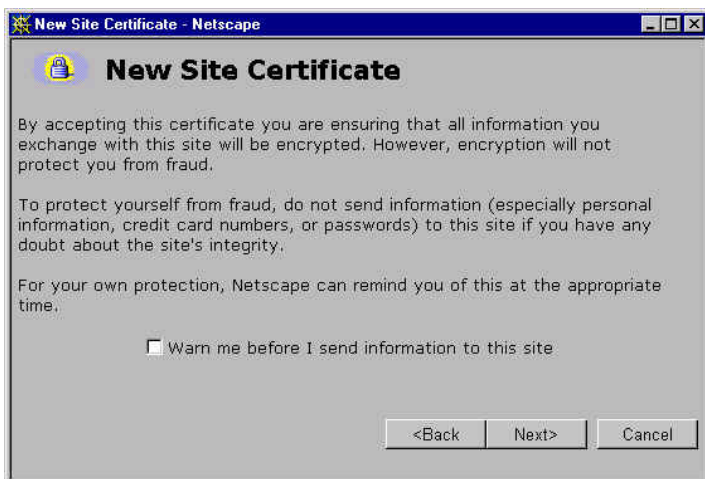 New Site Certificate - Netscape
New Site Certificate
By accepting this certificate you are ensuring that all information you
exchange with this site will be encrypted. However, encryption will not
protect you from fraud.
To protect yourself from fraud, do not send information (especially personal
information, credit card numbers, or passwords) to this site if you have any
doubt about the site's integrity.
For your own protection, Netscape can remind you of this at the appropriate
time.
Warn me before I send information to this site
<Back Next> Cancel